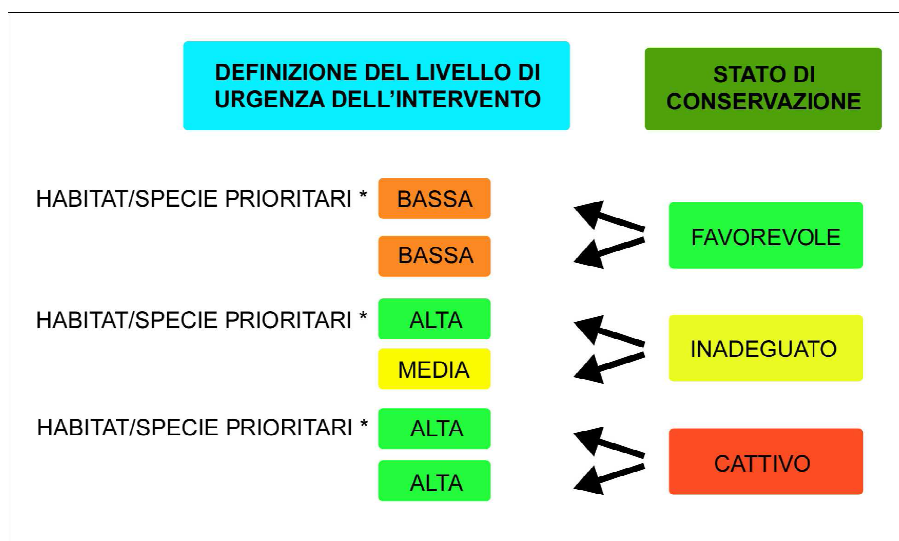 DEFINIZIONE DEL LIVELLO DI
URGENZA DELL'INTERVENTO
STATO DI
CONSERVAZIONE
HABITAT/SPECIE PRIORITARI * BASSA
BASSA
FAVOREVOLE
HABITAT/SPECIE PRIORITARI * ALTA
MEDIA
INADEGUATO
HABITAT/SPECIE PRIORITARI * ALTA
ALTA
CATTIVO